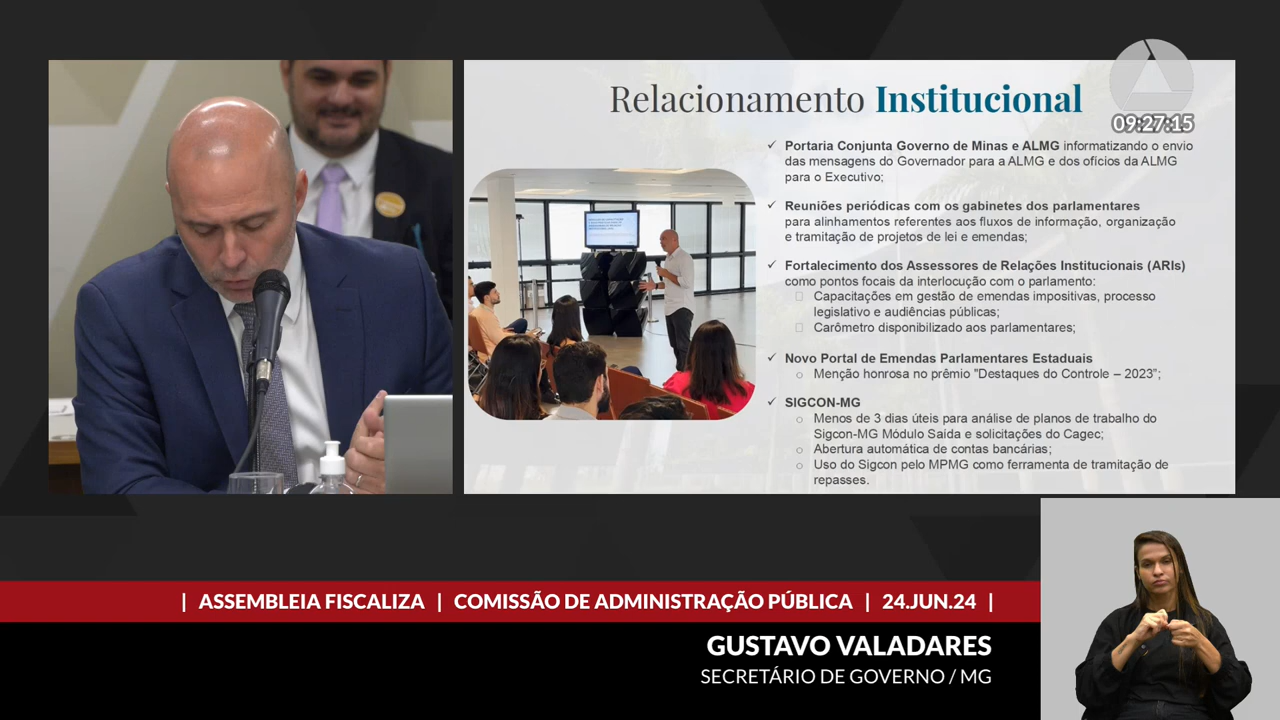 Relacionamento Institucional
09:27:15
✓ Portaria Conjunta Governo de Minas e ALMG informatizando o envio
das mensagens do Governador para a ALMG e dos ofícios da ALMG
para o Executivo;
✓ Reuniões periódicas com os gabinetes dos parlamentares
para alinhamentos referentes aos fluxos de informação, organização
e tramitação de projetos de lei e emendas;
✓ Fortalecimento dos Assessores de Relações Institucionais (ARIs)
como pontos focais da interlocução com o parlamento:
Capacitações em gestão de emendas impositivas, processo
legislativo e audiências públicas;
Carômetro disponibilizado aos parlamentares;
✓ Novo Portal de Emendas Parlamentares Estaduais
○ Menção honrosa no prêmio "Destaques do Controle – 2023";
✓ SIGCON-MG
○ Menos de 3 dias úteis para análise de planos de trabalho do
Sigcon-MG Módulo Saída e solicitações do Cagec;
○ Abertura automática de contas bancárias;
○ Uso do Sigcon pelo MPMG como ferramenta de tramitação de
repasses.
| ASSEMBLEIA FISCALIZA | COMISSÃO DE ADMINISTRAÇÃO PÚBLICA | 24.JUN.24 |
GUSTAVO VALADARES
SECRETÁRIO DE GOVERNO / MG